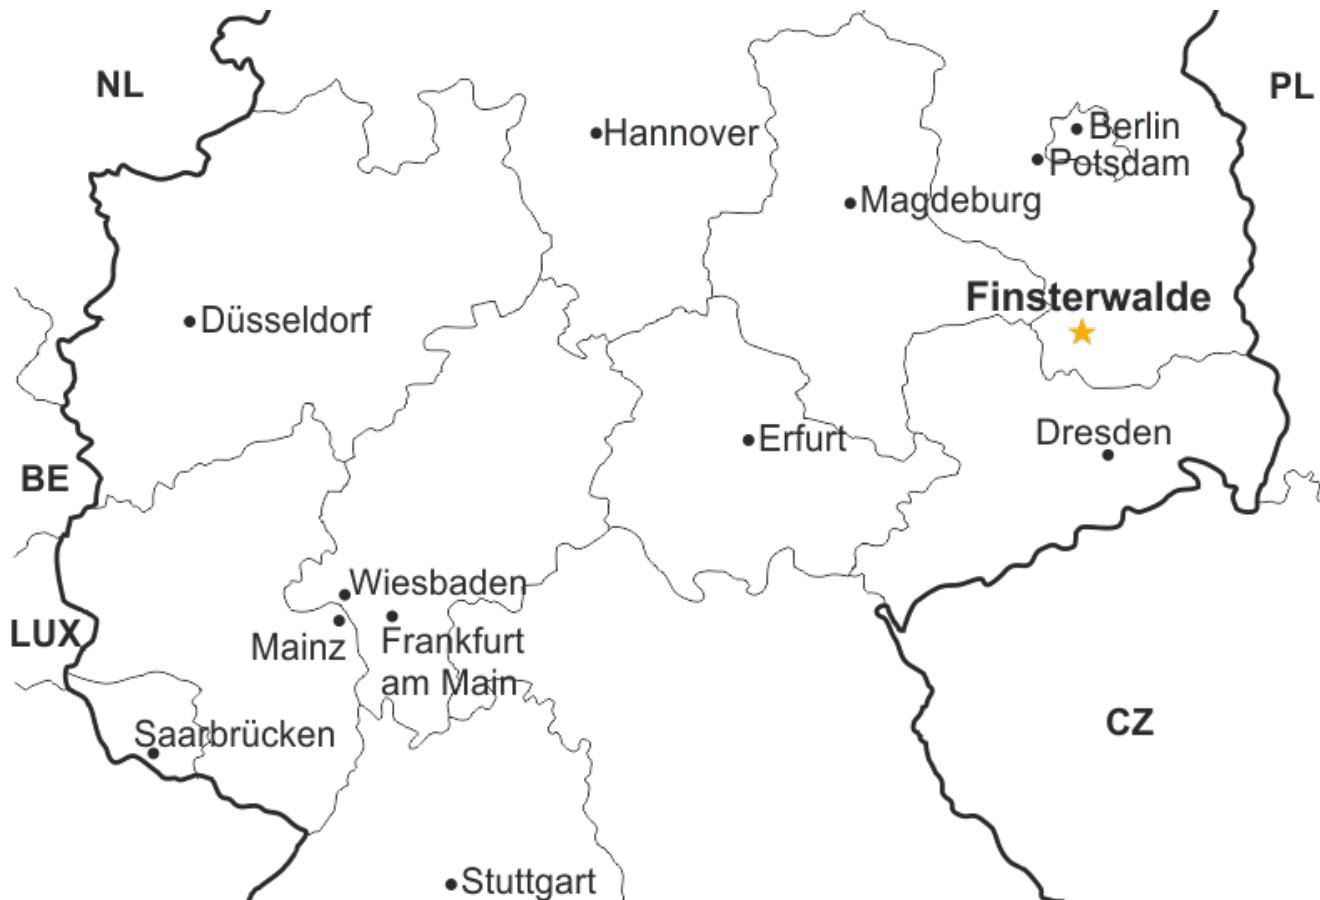 NL
PL
Berlin
Hannover
Potsdam
Magdeburg
Finsterwalde
Düsseldorf
Dresden
Erfurt
BE
Wiesbaden
LUX
Mainz
Frankfurt
am Main
CZ
Saarbrücken
Stuttgart